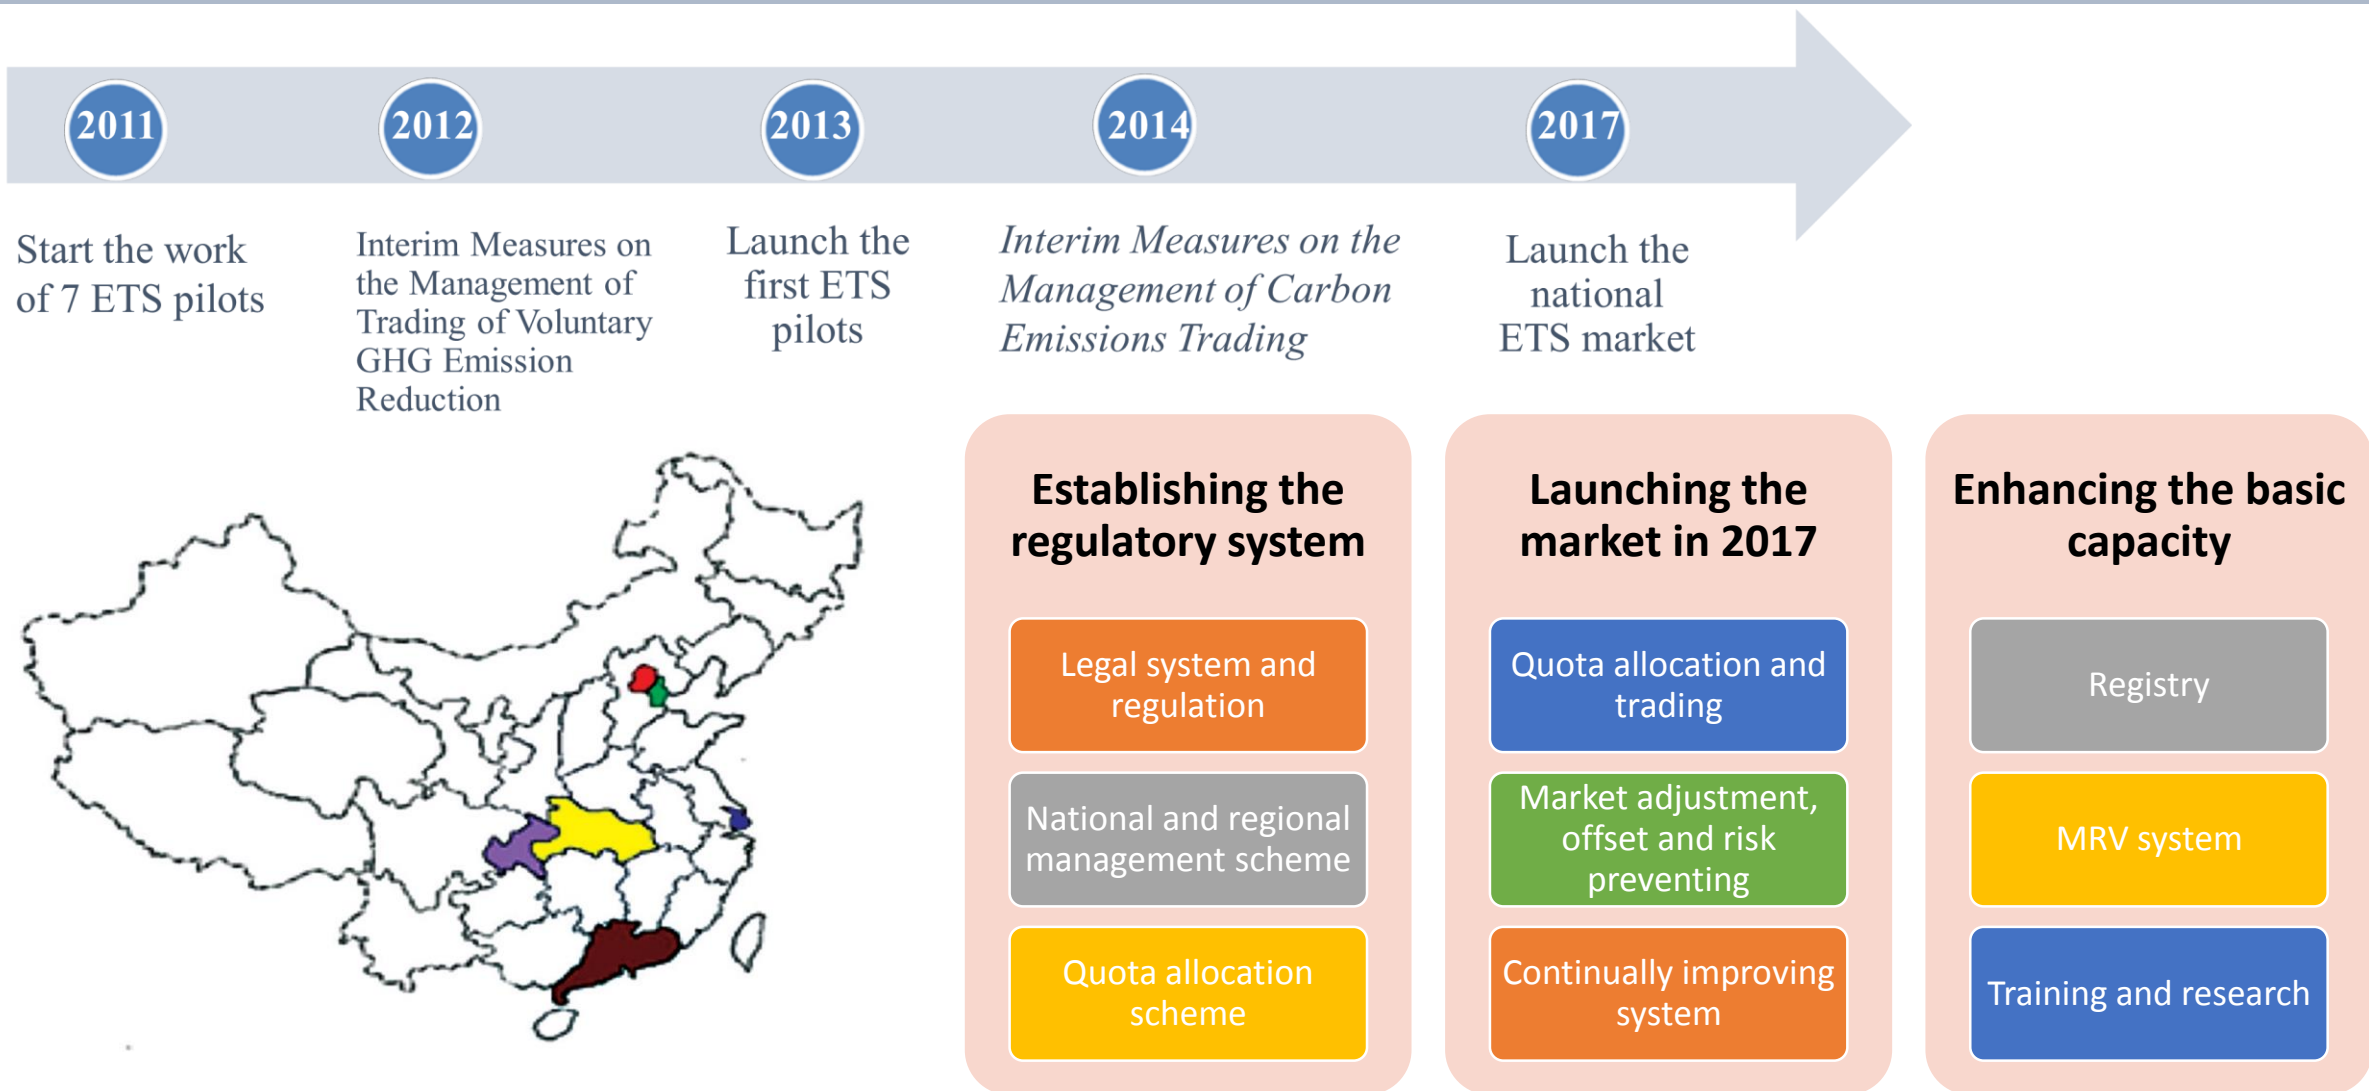 2011
2012
2013
2014
2017
Start the work
of 7 ETS pilots
Interim Measures on
the Management of
Trading of Voluntary
GHG Emission
Reduction
Launch the
first ETS
pilots
Interim Measures on the
Management of Carbon
Emissions Trading
Launch the
national
ETS market
Establishing the
regulatory system
Legal system and
regulation
National and regional
management scheme
Quota allocation
scheme
Launching the
market in 2017
Quota allocation and
trading
Market adjustment,
offset and risk
preventing
Continually improving
system
Enhancing the basic
capacity
Registry
MRV system
Training and research